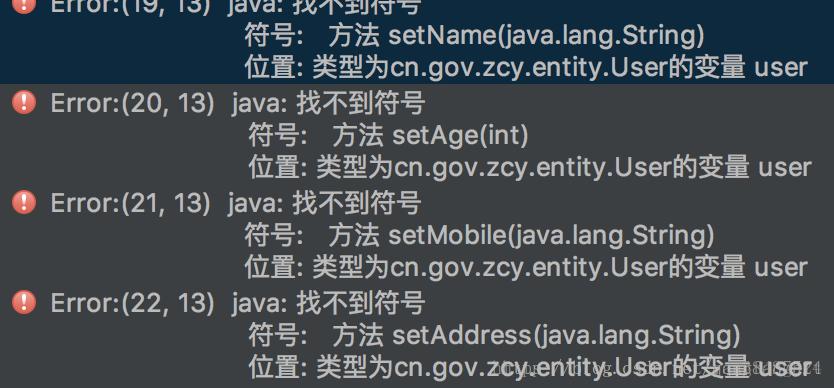 Error:(19, 13) java: 找不到符号
符号: 方法 setName(java.lang.String)
位置: 类型为cn.gov.zcy.entity.User的变量 user
Error:(20, 13) java: 找不到符号
符号: 方法 setAge(int)
位置: 类型为cn.gov.zcy.entity.User的变量 user
Error:(21, 13) java: 找不到符号
符号: 方法 setMobile(java.lang.String)
位置: 类型为cn.gov.zcy.entity.User的变量 user
Error:(22, 13) java: 找不到符号
符号: 方法 setAddress(java.lang.String)
位置: 类型为cn.gov.zcy.entity.User的变量 user